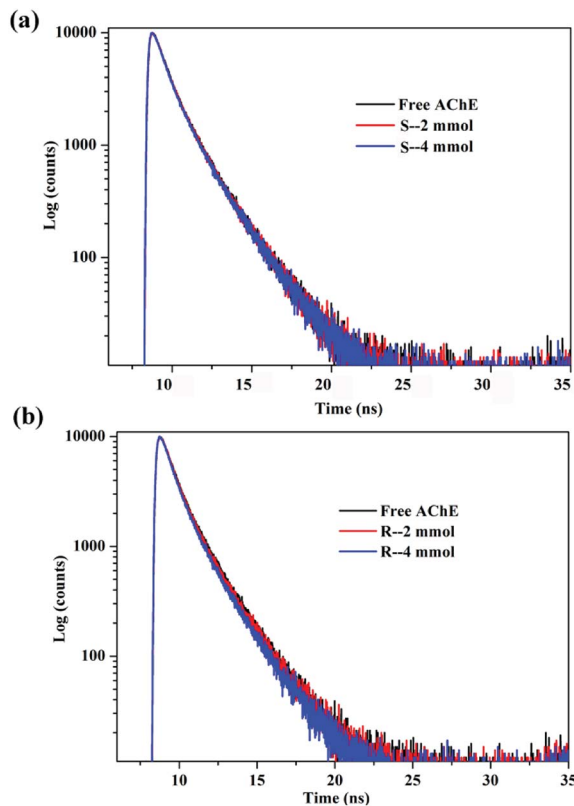 (a)
10000
1000
100
Log (counts)
Free AChE
S--2 mmol
S--4 mmol
10
15
20
25
30
35
Time (ns)
(b)
10000
1000
100
Log (counts)
Free AChE
R--2 mmol
R--4 mmol
10
15
20
25
30
35
Time (ns)